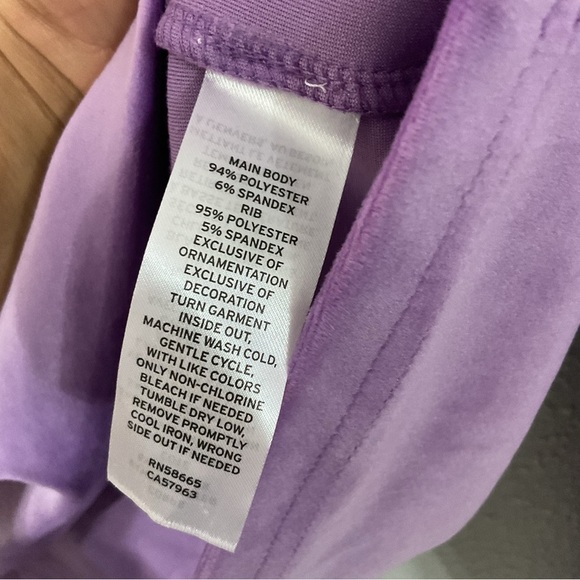 MAIN BODY
94% POLYESTER
6% SPANDEX
RIB
95% POLYESTER
5% SPANDEX
EXCLUSIVE OF
ORNAMENTATION
EXCLUSIVE OF
DECORATION
TURN GARMENT
INSIDE OUT,
MACHINE WASH COLD,
GENTLE CYCLE,
WITH LIKE COLORS
ONLY NON-CHLORINE
BLEACH IF NEEDED
TUMBLE DRY LOW,
REMOVE PROMPTLY
COOL IRON, WRONG
SIDE OUT IF NEEDED
RN58665
CA57963